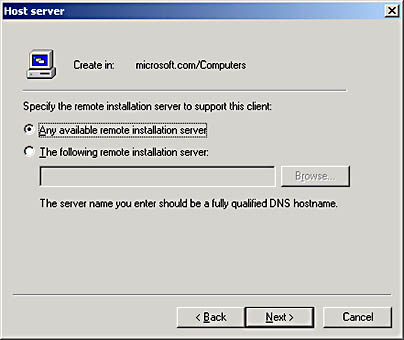 Host server
Create in: microsoft.com/Computers
Specify the remote installation server to support this client:
Any available remote installation server
The following remote installation server:
Browse...
The server name you enter should be a fully qualified DNS hostname.
< Back Next > Cancel